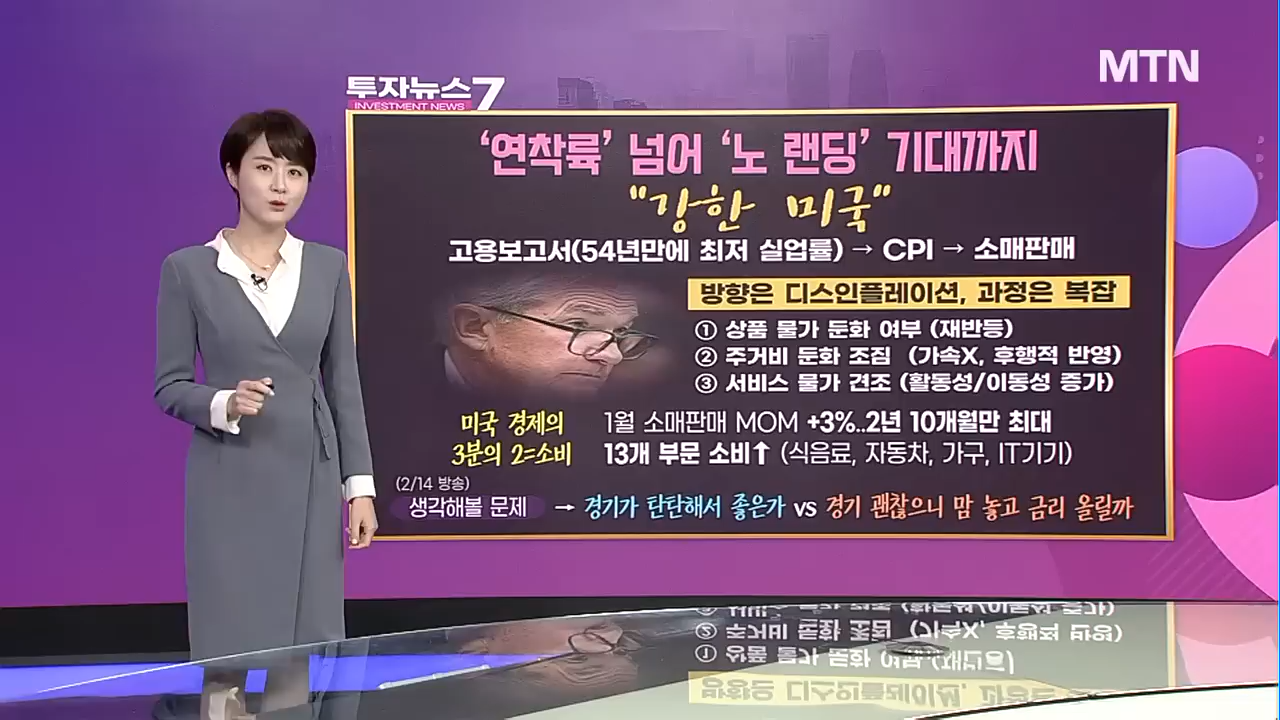 MTN
투자뉴스 7
INVESTMENT NEWS
‘연착륙’ 넘어 ‘노 랜딩’ 기대까지
"강한 미국"
고용보고서(54년만에 최저 실업률) → CPI → 소매판매
방향은 디스인플레이션, 과정은 복잡
① 상품 물가 둔화 여부 (재반등)
② 주거비 둔화 조짐 (가속X, 후행적 반영)
③ 서비스 물가 견조 (활동성/이동성 증가)
미국 경제의 1월 소매판매 MOM +3%..2년 10개월만 최대
3분의 2=소비 13개 부문 소비↑ (식음료, 자동차, 가구, IT기기)
(2/14 방송)
생각해볼 문제 → 경기가 탄탄해서 좋은가 vs 경기 괜찮으니 맘 놓고 금리 올릴까